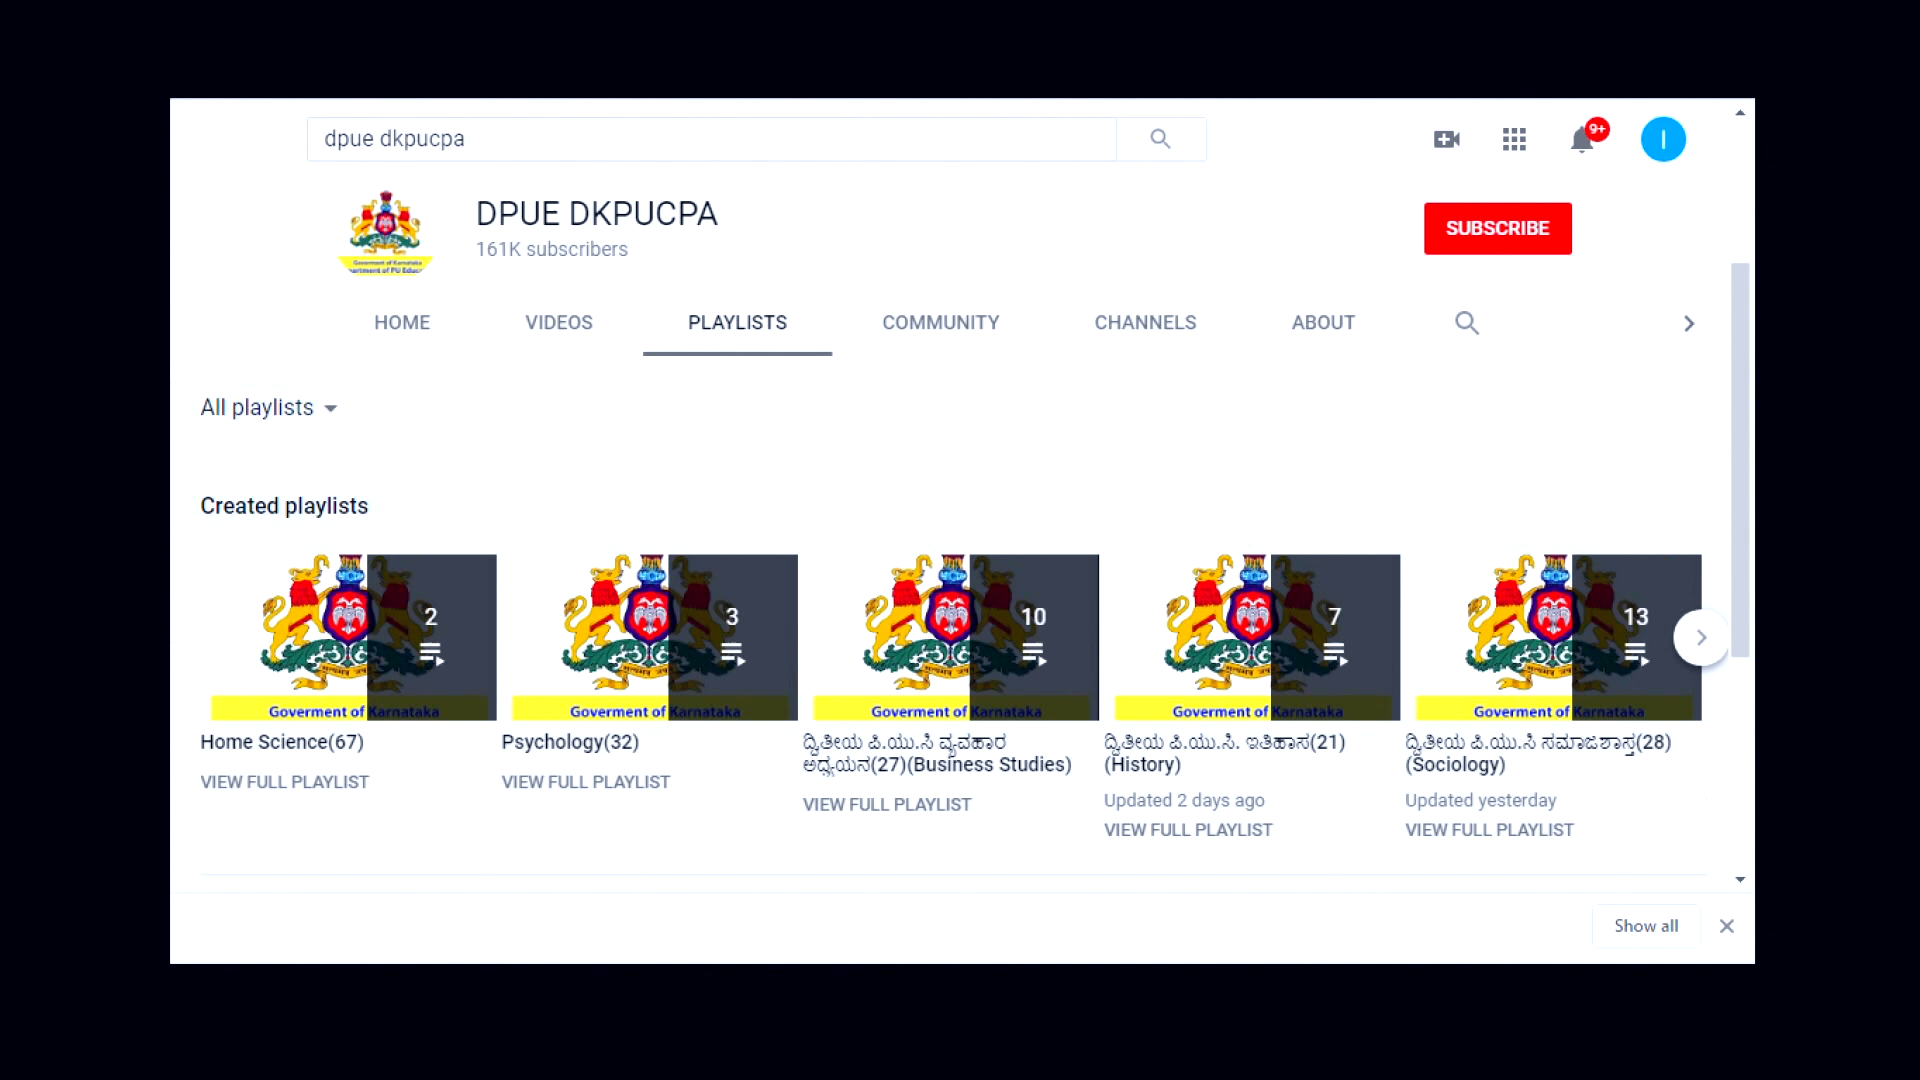 dpue dkpucpa
9+
I
DPUE DKPUCPA
161K subscribers
SUBSCRIBE
Goverment of Karnataka
HOME VIDEOS PLAYLISTS COMMUNITY CHANNELS ABOUT
All playlists
Created playlists
2
Goverment of Karnataka
Home Science(67)
VIEW FULL PLAYLIST
3
Goverment of Karnataka
Psychology(32)
VIEW FULL PLAYLIST
10
Goverment of Karnataka
ದ್ವಿತೀಯ ಪಿ.ಯು.ಸಿ ವ್ಯವಹಾರ
ಅಧ್ಯಯನ(27)(Business Studies)
VIEW FULL PLAYLIST
7
Goverment of Karnataka
ದ್ವಿತೀಯ ಪಿ.ಯು.ಸಿ. ಇತಿಹಾಸ(21)
(History)
Updated 2 days ago
VIEW FULL PLAYLIST
13
Goverment of Karnataka
ದ್ವಿತೀಯ ಪಿ.ಯು.ಸಿ ಸಮಾಜಶಾಸ್ತ್ರ(28)
(Sociology)
Updated yesterday
VIEW FULL PLAYLIST
Show all